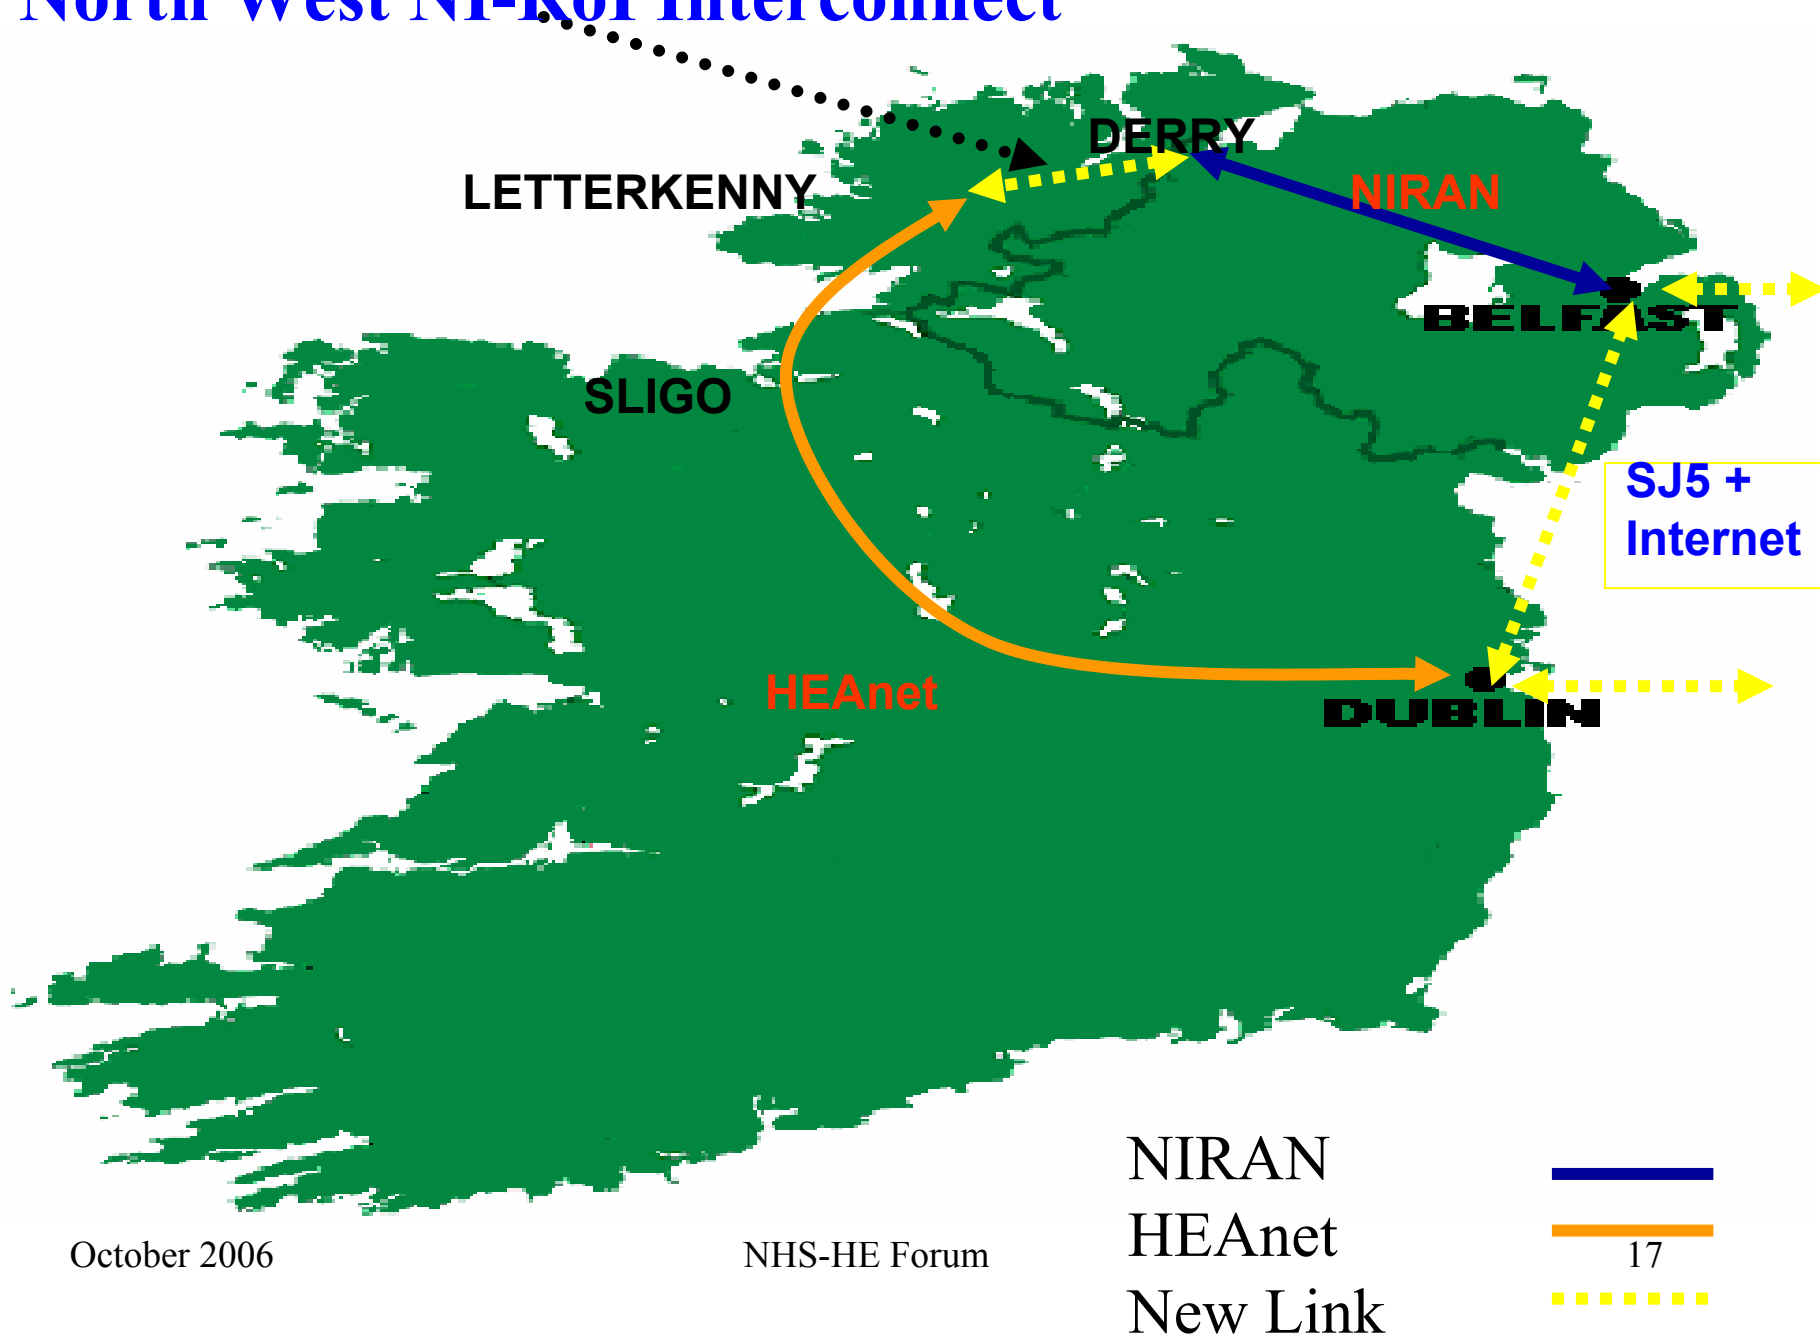 North West NI-RoI Interconnect
DERRY
LETTERKENNY
NIRAN
BELFAST
SLIGO
SJ5 +
Internet
HEAnet
DUBLIN
NIRAN
HEAnet
New Link
October 2006
NHS-HE Forum
17